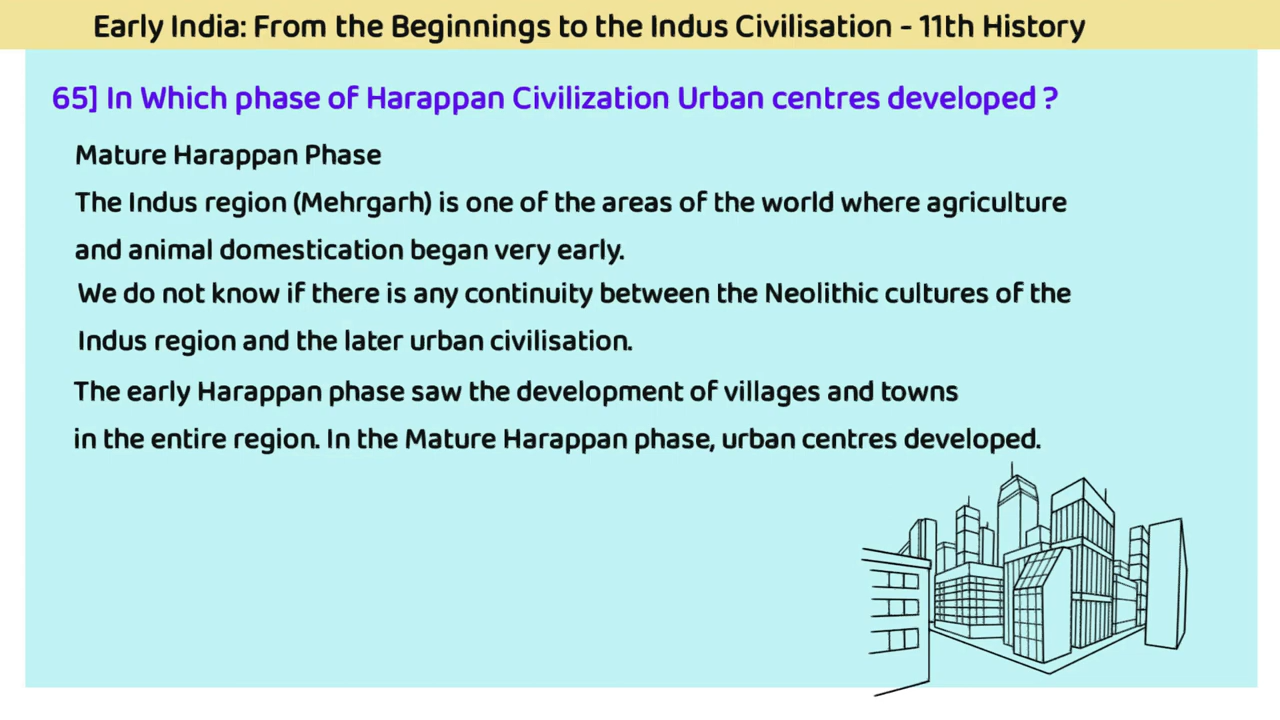 Early India: From the Beginnings to the Indus Civilisation - 11th History
65] In Which phase of Harappan Civilization Urban centres developed ?
Mature Harappan Phase
The Indus region (Mehrgarh) is one of the areas of the world where agriculture
and animal domestication began very early.
We do not know if there is any continuity between the Neolithic cultures of the
Indus region and the later urban civilisation.
The early Harappan phase saw the development of villages and towns
in the entire region. In the Mature Harappan phase, urban centres developed.